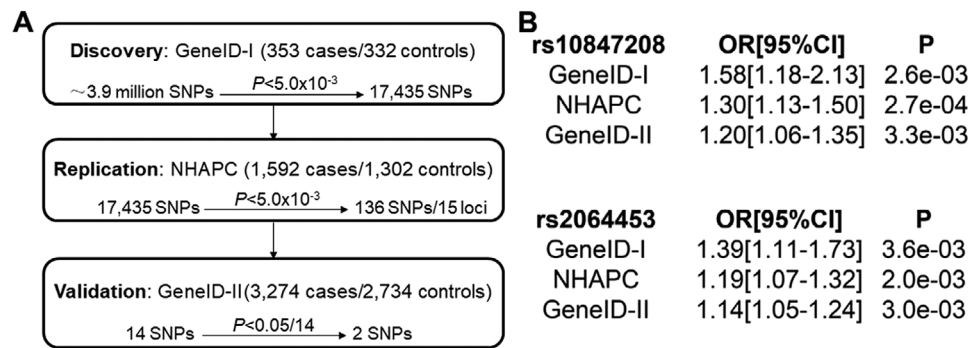 A
Discovery: GeneID-I (353 cases/332 controls)
~3.9 million SNPs P<5.0x10⁻³ 17,435 SNPs
Replication: NHAPC (1,592 cases/1,302 controls)
17,435 SNPs P<5.0x10⁻³ 136 SNPs/15 loci
Validation: GeneID-II(3,274 cases/2,734 controls)
14 SNPs P<0.05/14 2 SNPs
B
rs10847208 OR[95%CI] P
GeneID-I 1.58[1.18-2.13] 2.6e-03
NHAPC 1.30[1.13-1.50] 2.7e-04
GeneID-II 1.20[1.06-1.35] 3.3e-03
rs2064453 OR[95%CI] P
GeneID-I 1.39[1.11-1.73] 3.6e-03
NHAPC 1.19[1.07-1.32] 2.0e-03
GeneID-II 1.14[1.05-1.24] 3.0e-03